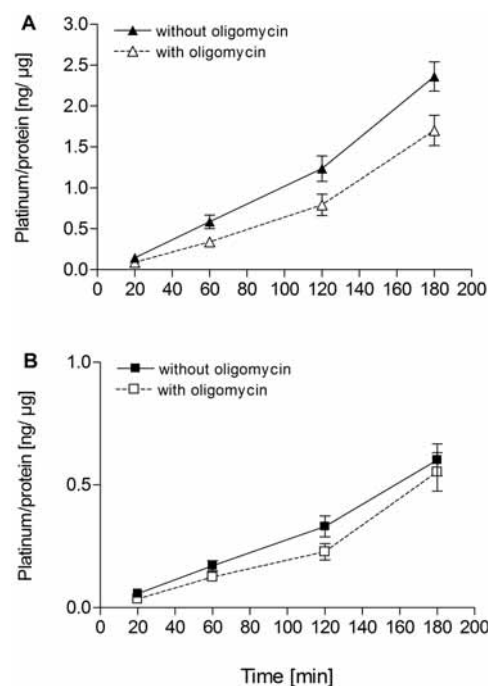 A
without oligomycin
with oligomycin
Platinum/protein [ng/ µg]
3.0
2.5
2.0
1.5
1.0
0.5
0.0
0 20 40 60 80 100 120 140 160 180 200
B
without oligomycin
with oligomycin
Platinum/protein [ng/ µg]
1.0
0.5
0.0
0 20 40 60 80 100 120 140 160 180 200
Time [min]